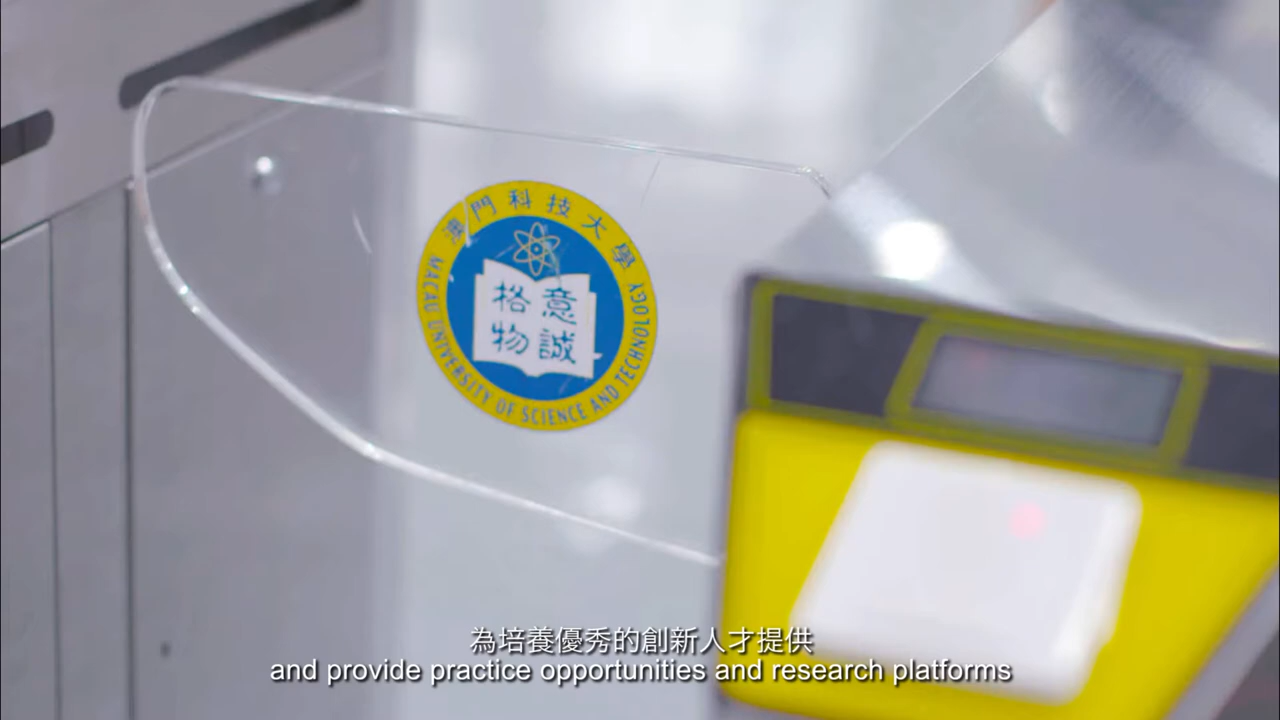 澳門科技大學
格意
物誠
MACAU UNIVERSITY OF SCIENCE AND TECHNOLOGY
為培養優秀的創新人才提供
and provide practice opportunities and research platforms